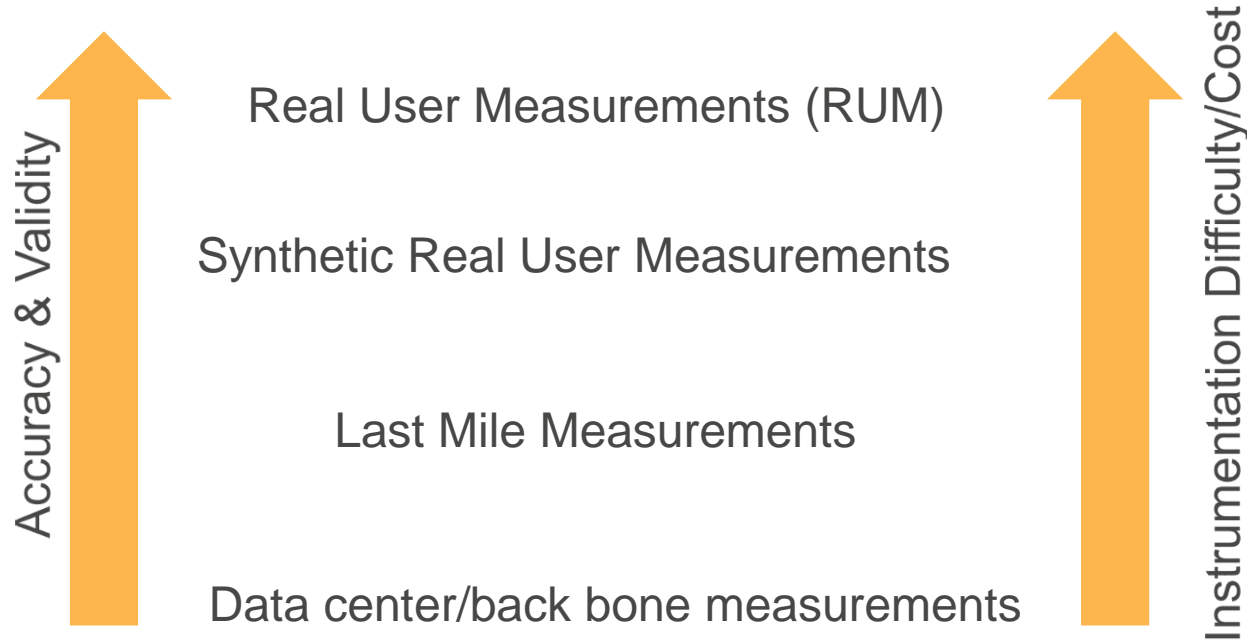 Accuracy & Validity
Real User Measurements (RUM)
Synthetic Real User Measurements
Last Mile Measurements
Data center/back bone measurements
Instrumentation Difficulty/Cost